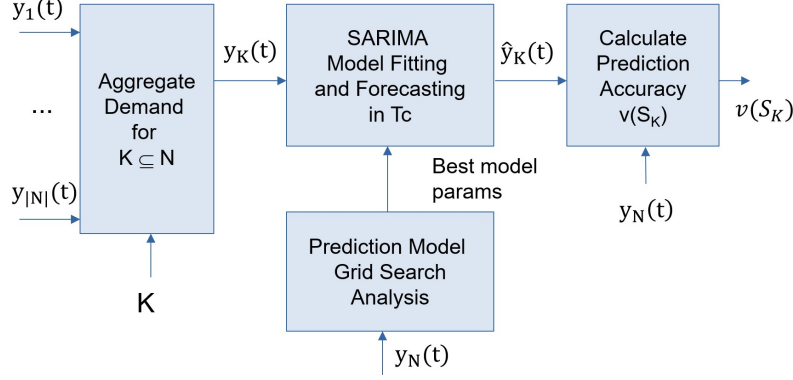 y₁(t)
...
y|N|(t)
Aggregate
Demand
for
K ⊆ N
K
yK(t)
SARIMA
Model Fitting
and Forecasting
in Tc
Best model
params
Prediction Model
Grid Search
Analysis
yN(t)
ŷK(t)
Calculate
Prediction
Accuracy
v(SK)
yN(t)
v(SK)